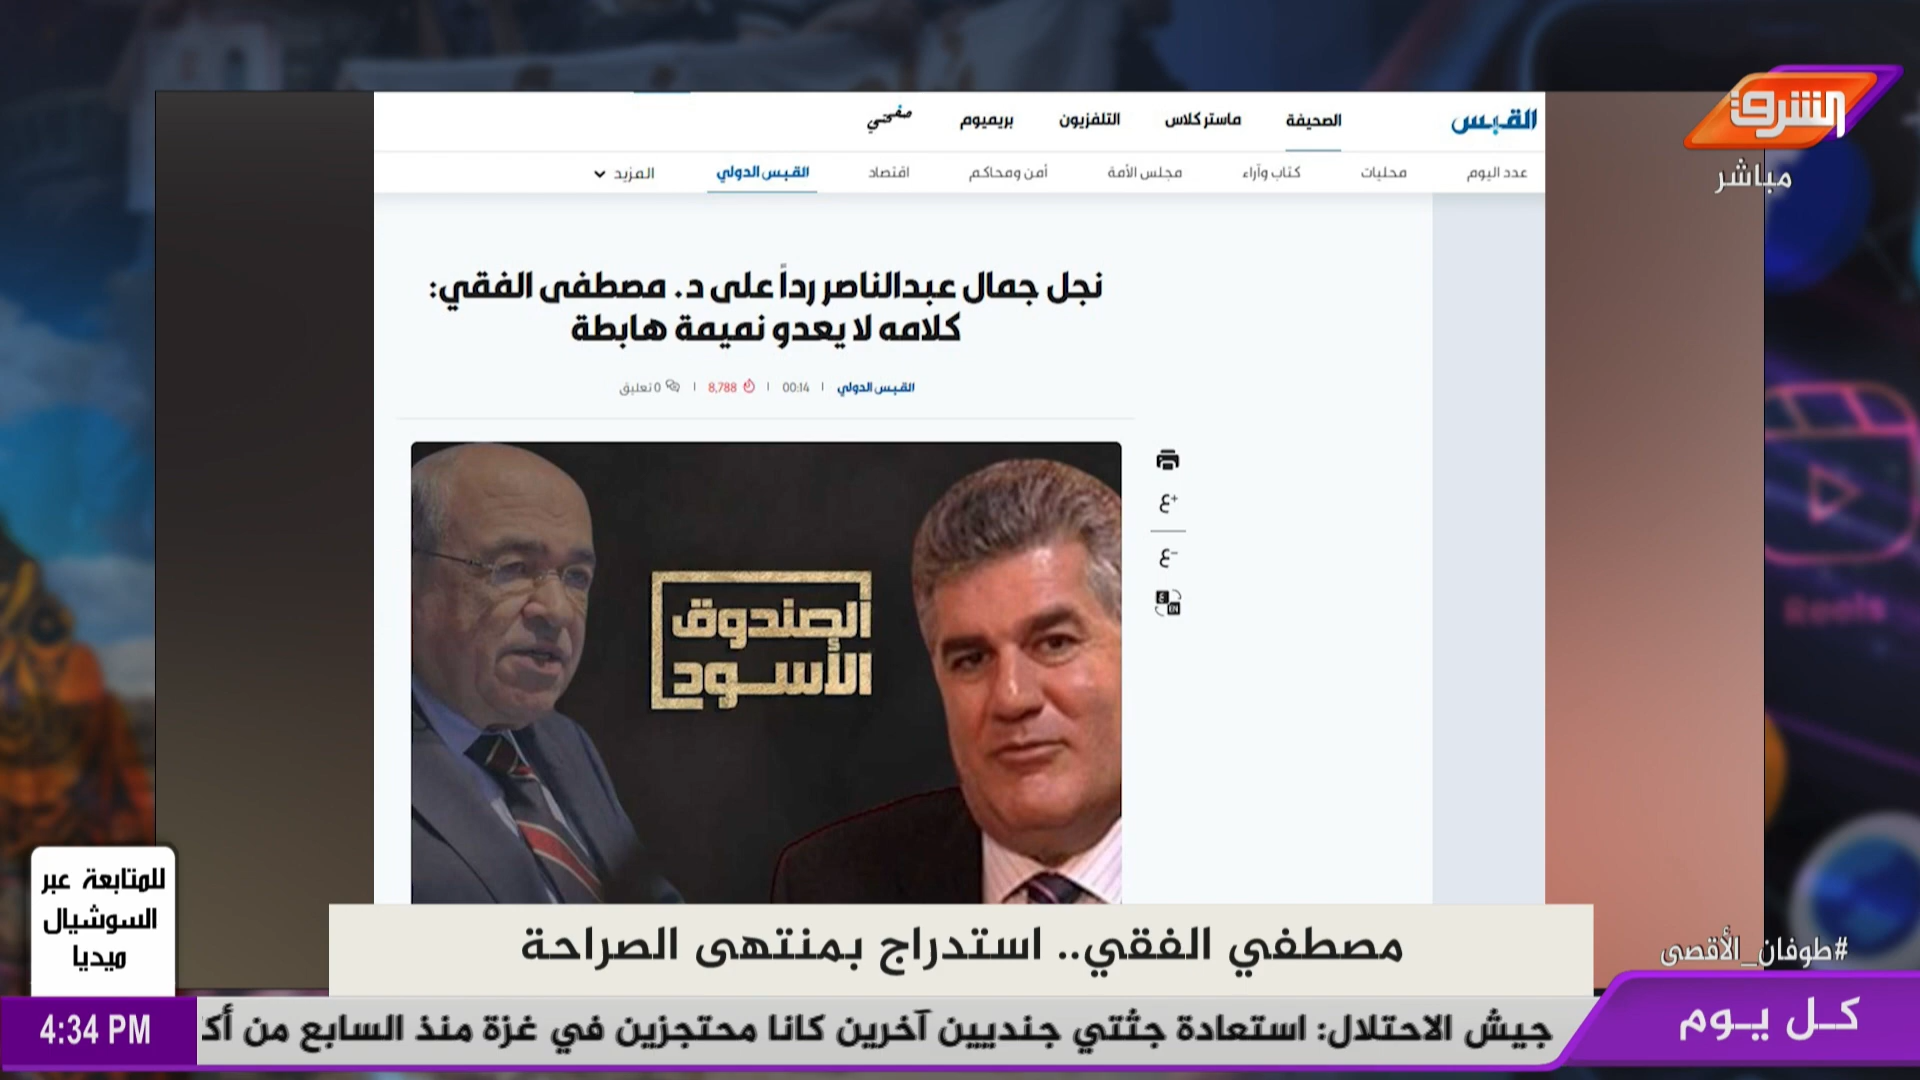 الشرق
مباشر
القبس
الصحيفة
ماستر كلاس
التلفزيون
بريميوم
صفحتي
عدد اليوم
محليات
كتاب وآراء
مجلس الأمة
أمن ومحاكم
اقتصاد
القبس الدولي
المزيد
نجل جمال عبدالناصر رداً على د. مصطفى الفقي:
كلامه لا يعدو نميمة هابطة
القبس الدولي | 00:14 | 8,788 | 0 تعليق
ع+
ع-
ع
EN
الصندوق
الأسود
Reels
للمتابعة عبر
السوشيال
ميديا
مصطفي الفقي.. استدراج بمنتهى الصراحة
#طوفان_الأقصى
كل يوم
جيش الاحتلال: استعادة جثتي جنديين آخرين كانا محتجزين في غزة منذ السابع من
4:34 PM